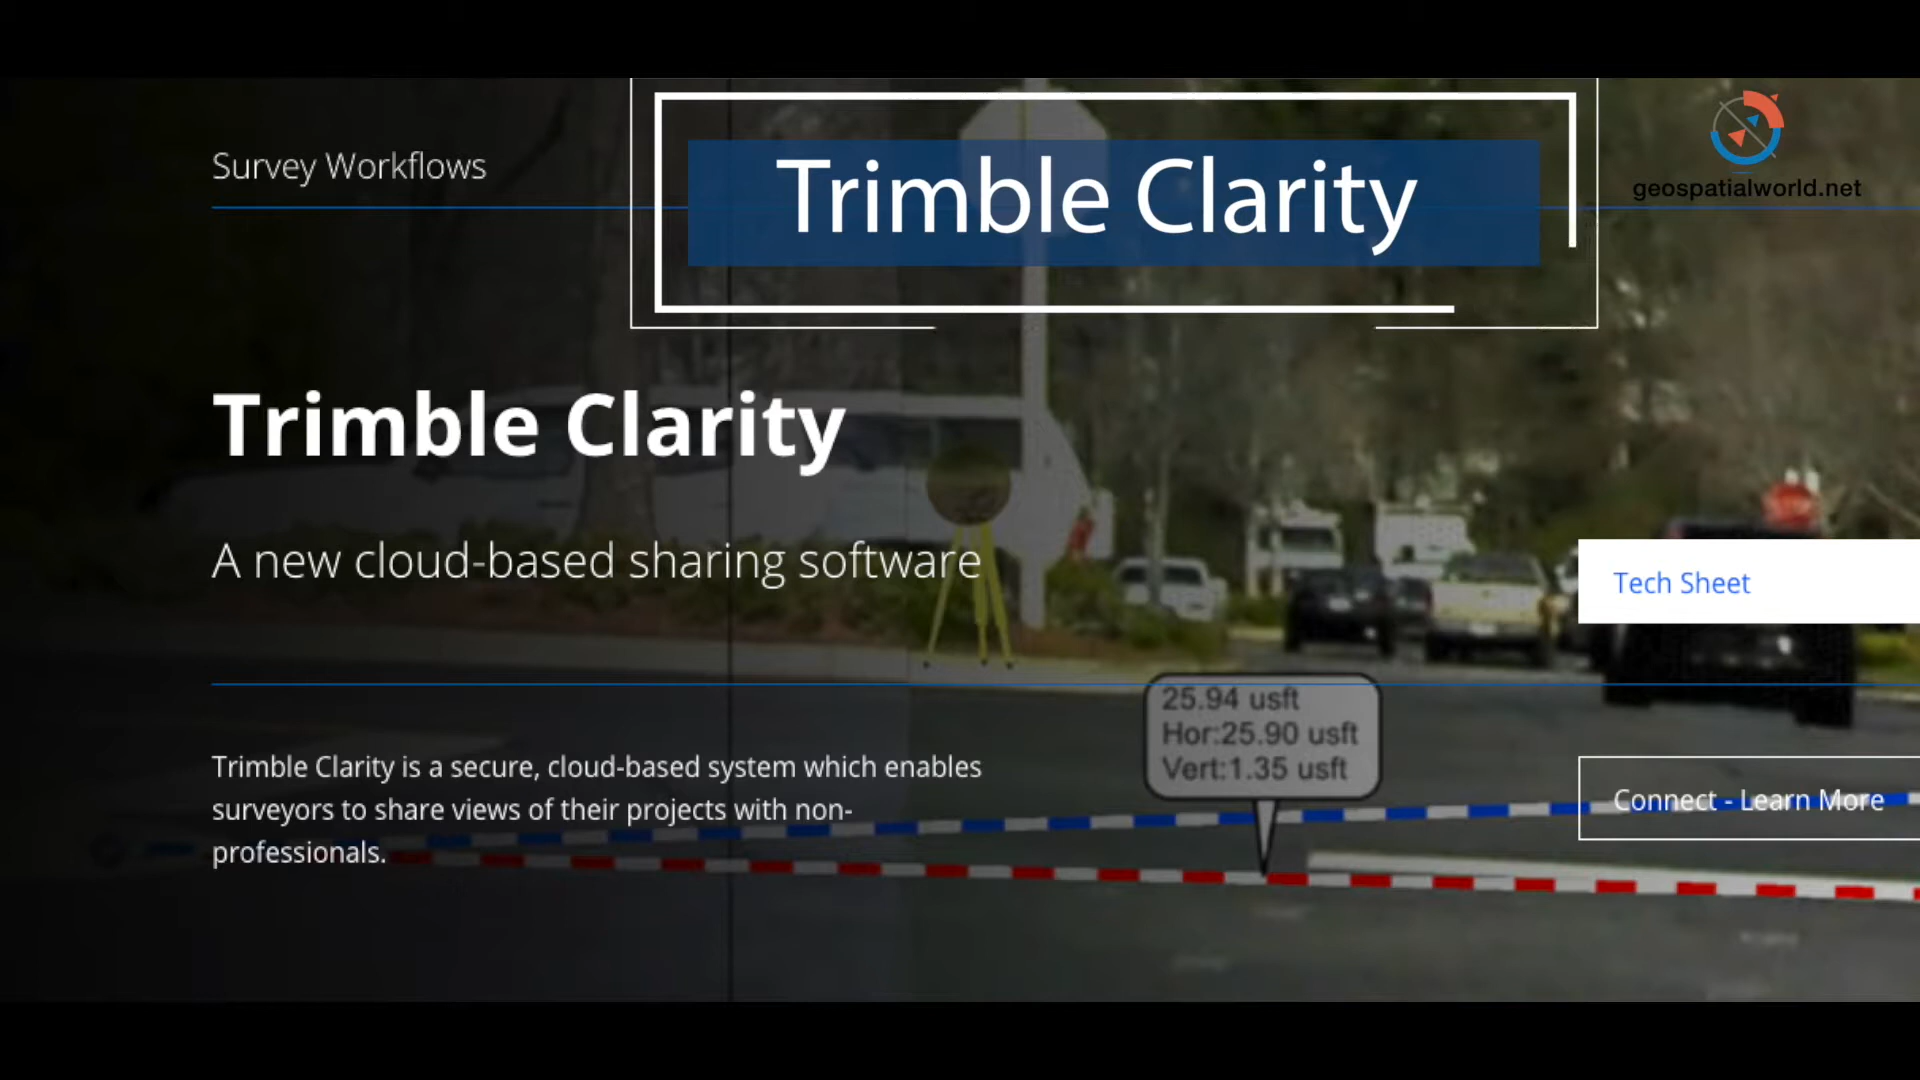 Trimble Clarity
geospatialworld.net
Survey Workflows
Trimble Clarity
A new cloud-based sharing software
Tech Sheet
25.94 usft
Hor:25.90 usft
Vert:1.35 usft
Trimble Clarity is a secure, cloud-based system which enables
surveyors to share views of their projects with non-
professionals.
Connect - Learn More